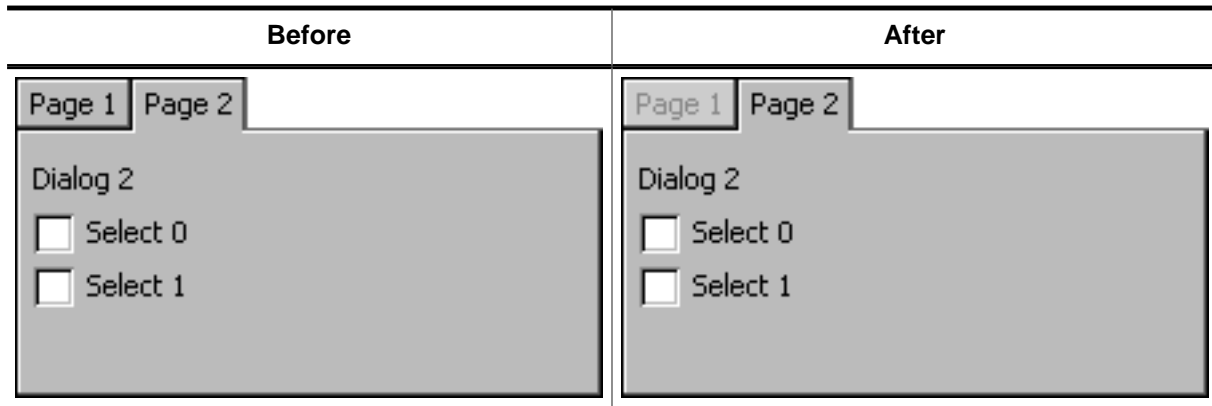 Before After
Page 1 Page 2 Page 1 Page 2
Dialog 2 Dialog 2
Select 0 Select 0
Select 1 Select 1